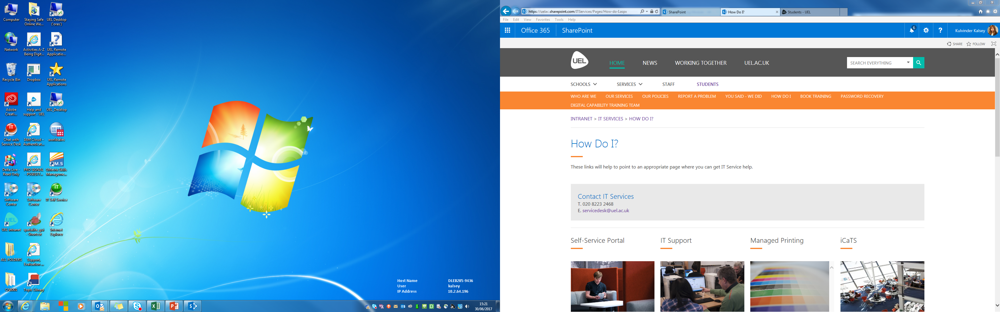 Computer
Staying Safe
Online We...
UEL Desktop
('oras')
Network
Activities A-Z
Being Digit...
UEL Remote
Applicatio...
Recycle Bin
Dropbox
UEL Remote
Applications
Adobe
Creati...
Help and
support - UEL
UEL_Desktop
IT
Chat with
Service Desk
IAM Cloud –
Authenticat...
worldsales
Delta Live -
Read Only
PRO SIGNAL
- PSG0377...
M.5
GMetrix Skills
Manageme...
Software
Center
Software
Center
IT
IT Self Service
UEL
UEL intranet
spatialite_gui
- Shortcut
Internet
Explorer
ALL FOLDERS
Support,
Evaluation ...
CN8001
Topic Library
Host Name DLEB285-9436
User kalsey
IP Address 10.2.64.196
15:21
30/06/2017
https://uelac.sharepoint.com/ITServices/Pages/How-do-I.aspx
SharePoint
How Do I?
Students - UEL
File Edit View Favorites Tools Help
Office 365 SharePoint
6
Kulvinder Kalsey
SHARE FOLLOW
UEL
HOME NEWS WORKING TOGETHER UEL.AC.UK
SEARCH EVERYTHING
SCHOOLS SERVICES STAFF STUDENTS
WHO ARE WE OUR SERVICES OUR POLICIES REPORT A PROBLEM YOU SAID - WE DID HOW DO I BOOK TRAINING PASSWORD RECOVERY
DIGITAL CAPABILITY TRAINING TEAM
INTRANET > IT SERVICES > HOW DO I?
How Do I?
These links will help to point to an appropriate page where you can get IT Service help.
Contact IT Services
T. 020 8223 2468
E. servicedesk@uel.ac.uk
Self-Service Portal IT Support Managed Printing iCaTS